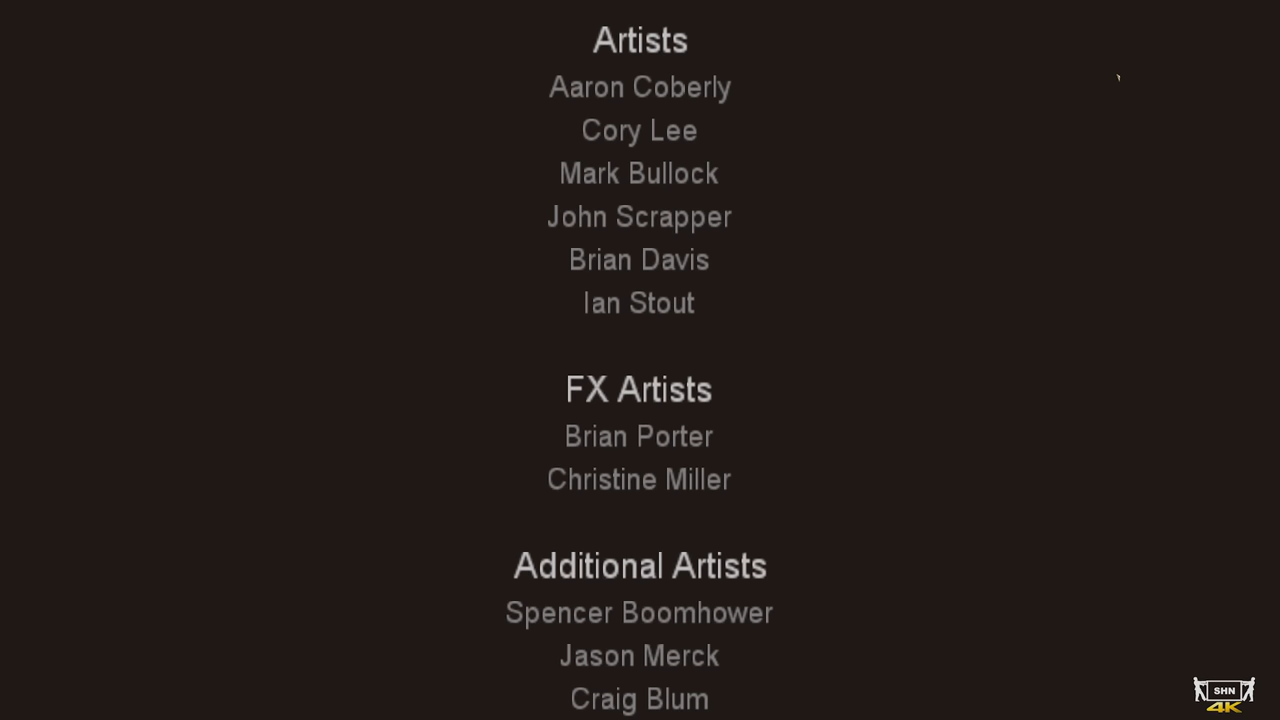 Artists
Aaron Coberly
Cory Lee
Mark Bullock
John Scrapper
Brian Davis
Ian Stout
FX Artists
Brian Porter
Christine Miller
Additional Artists
Spencer Boomhower
Jason Merck
Craig Blum
SHN
4K